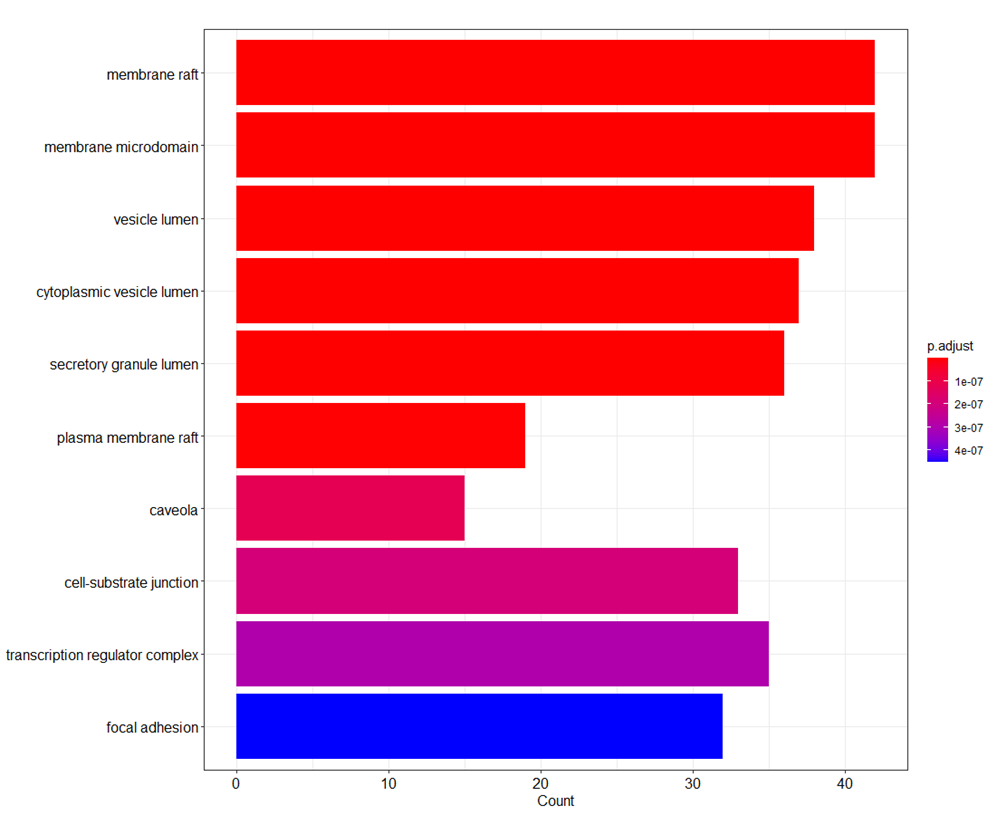 membrane raft
membrane microdomain
vesicle lumen
cytoplasmic vesicle lumen
secretory granule lumen
plasma membrane raft
caveola
cell-substrate junction
transcription regulator complex
focal adhesion
0 10 20 30 40
Count
p.adjust
1e-07
2e-07
3e-07
4e-07